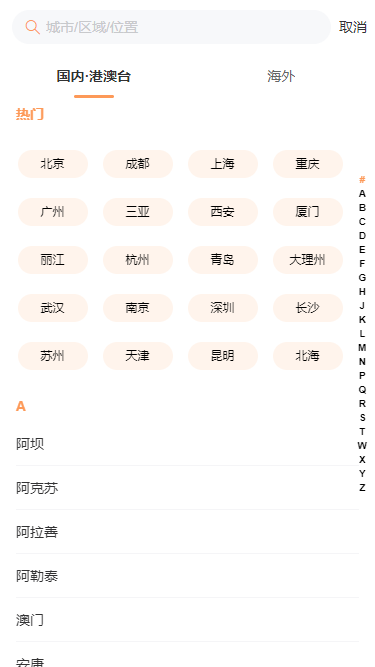 城市/区域/位置 取消
国内·港澳台 海外
热门
北京 成都 上海 重庆
广州 三亚 西安 厦门
丽江 杭州 青岛 大理州
武汉 南京 深圳 长沙
苏州 天津 昆明 北海
A
阿坝
阿克苏
阿拉善
阿勒泰
澳门
安康
#
A
B
C
D
E
F
G
H
J
K
L
M
N
P
Q
R
S
T
W
X
Y
Z